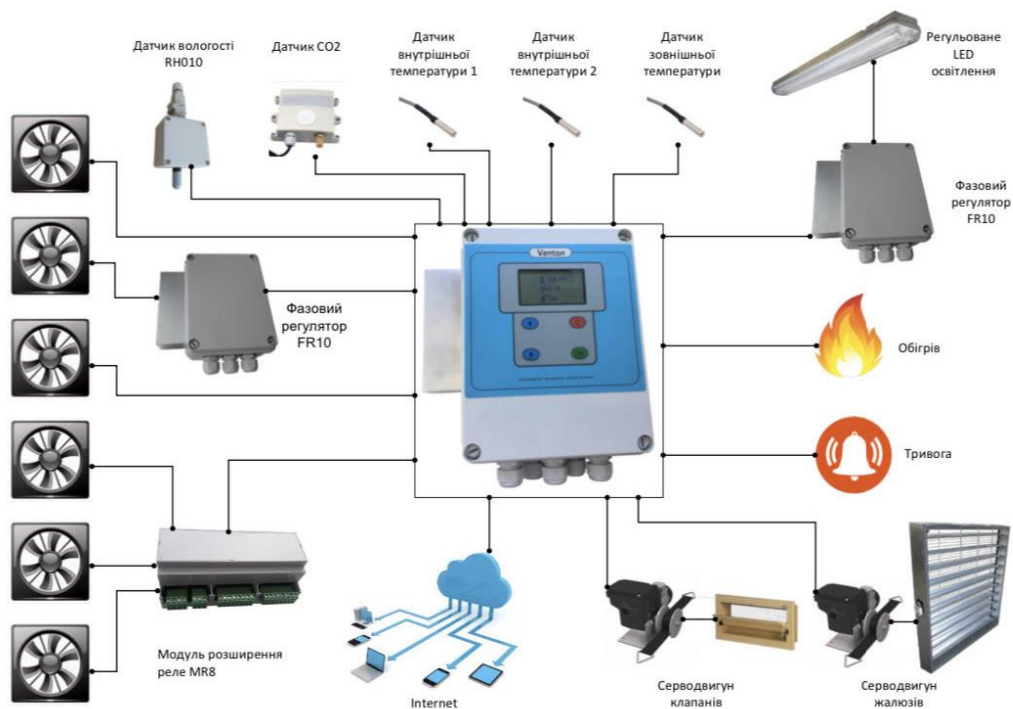 Датчик вологості
RH010
Датчик CO2
Датчик
внутрішньої
температури 1
Датчик
внутрішньої
температури 2
Датчик
зовнішньої
температури
Регульоване
LED
освітлення
Фазовий
регулятор
FR10
Venton
Фазовий
регулятор
FR10
Обігрів
Тривога
Модуль розширення
реле MR8
Internet
Серводвигун
клапанів
Серводвигун
жалюзів